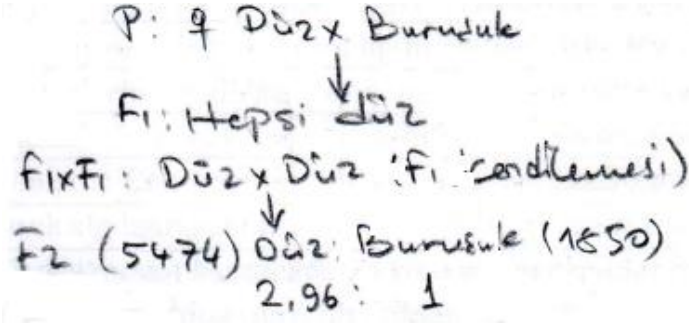 P: ♀ Düz x Buruşuk
↓
F1: Hepsi düz
F1xF1: Düz x Düz (F1 kendilemesi)
↓
F2 (5474) Düz: Buruşuk (1850)
2,96: 1